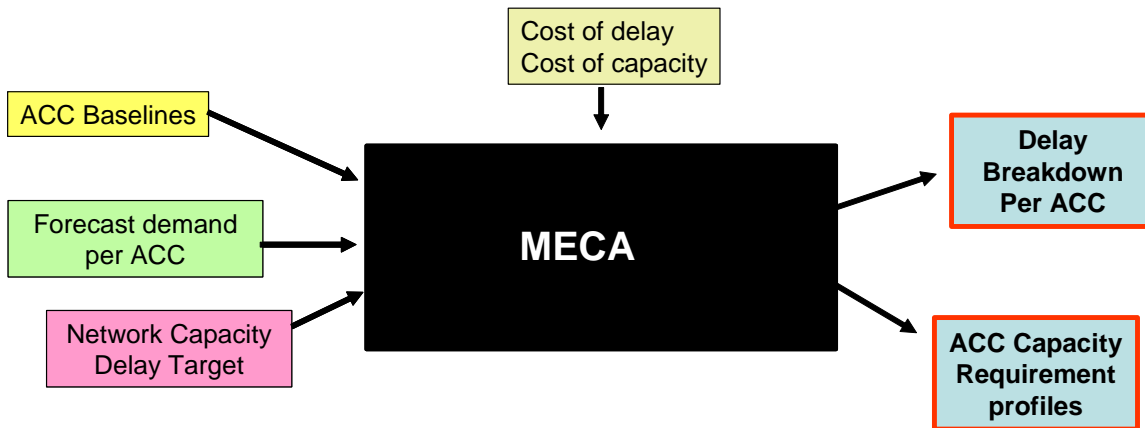 Cost of delay
Cost of capacity
ACC Baselines
Forecast demand
per ACC
Network Capacity
Delay Target
MECA
Delay
Breakdown
Per ACC
ACC Capacity
Requirement
profiles